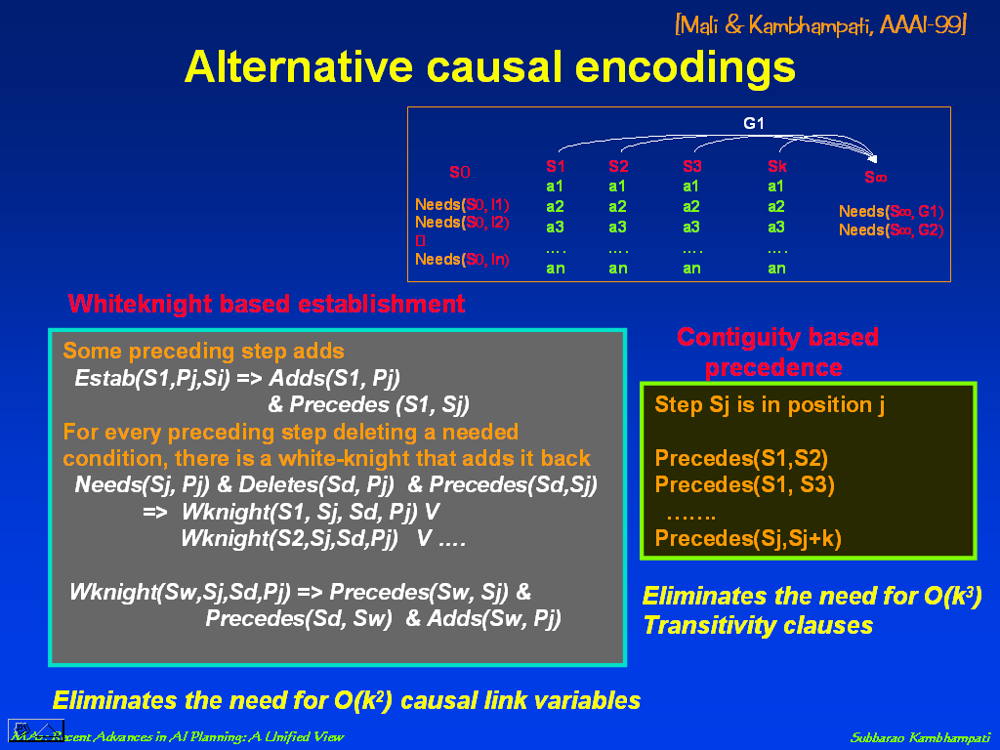 [Mali & Kambhampati, AAAI-99]
Alternative causal encodings
G1
S0 S1 S2 S3 Sk S∞
a1 a1 a1 a1
Needs(S0, I1) a2 a2 a2 a2 Needs(S∞, G1)
Needs(S0, I2) a3 a3 a3 a3 Needs(S∞, G2)
…. …. …. ….
Needs(S0, In) an an an an
Whiteknight based establishment
Some preceding step adds
Estab(S1,Pj,Si) => Adds(S1, Pj)
& Precedes (S1, Sj)
For every preceding step deleting a needed
condition, there is a white-knight that adds it back
Needs(Sj, Pj) & Deletes(Sd, Pj) & Precedes(Sd,Sj)
=> Wknight(S1, Sj, Sd, Pj) V
Wknight(S2,Sj,Sd,Pj) V ….
Wknight(Sw,Sj,Sd,Pj) => Precedes(Sw, Sj) &
Precedes(Sd, Sw) & Adds(Sw, Pj)
Eliminates the need for O(k²) causal link variables
Contiguity based
precedence
Step Sj is in position j
Precedes(S1,S2)
Precedes(S1, S3)
…….
Precedes(Sj,Sj+k)
Eliminates the need for O(k³)
Transitivity clauses
Recent Advances in AI Planning: A Unified View
Subbarao Kambhampati